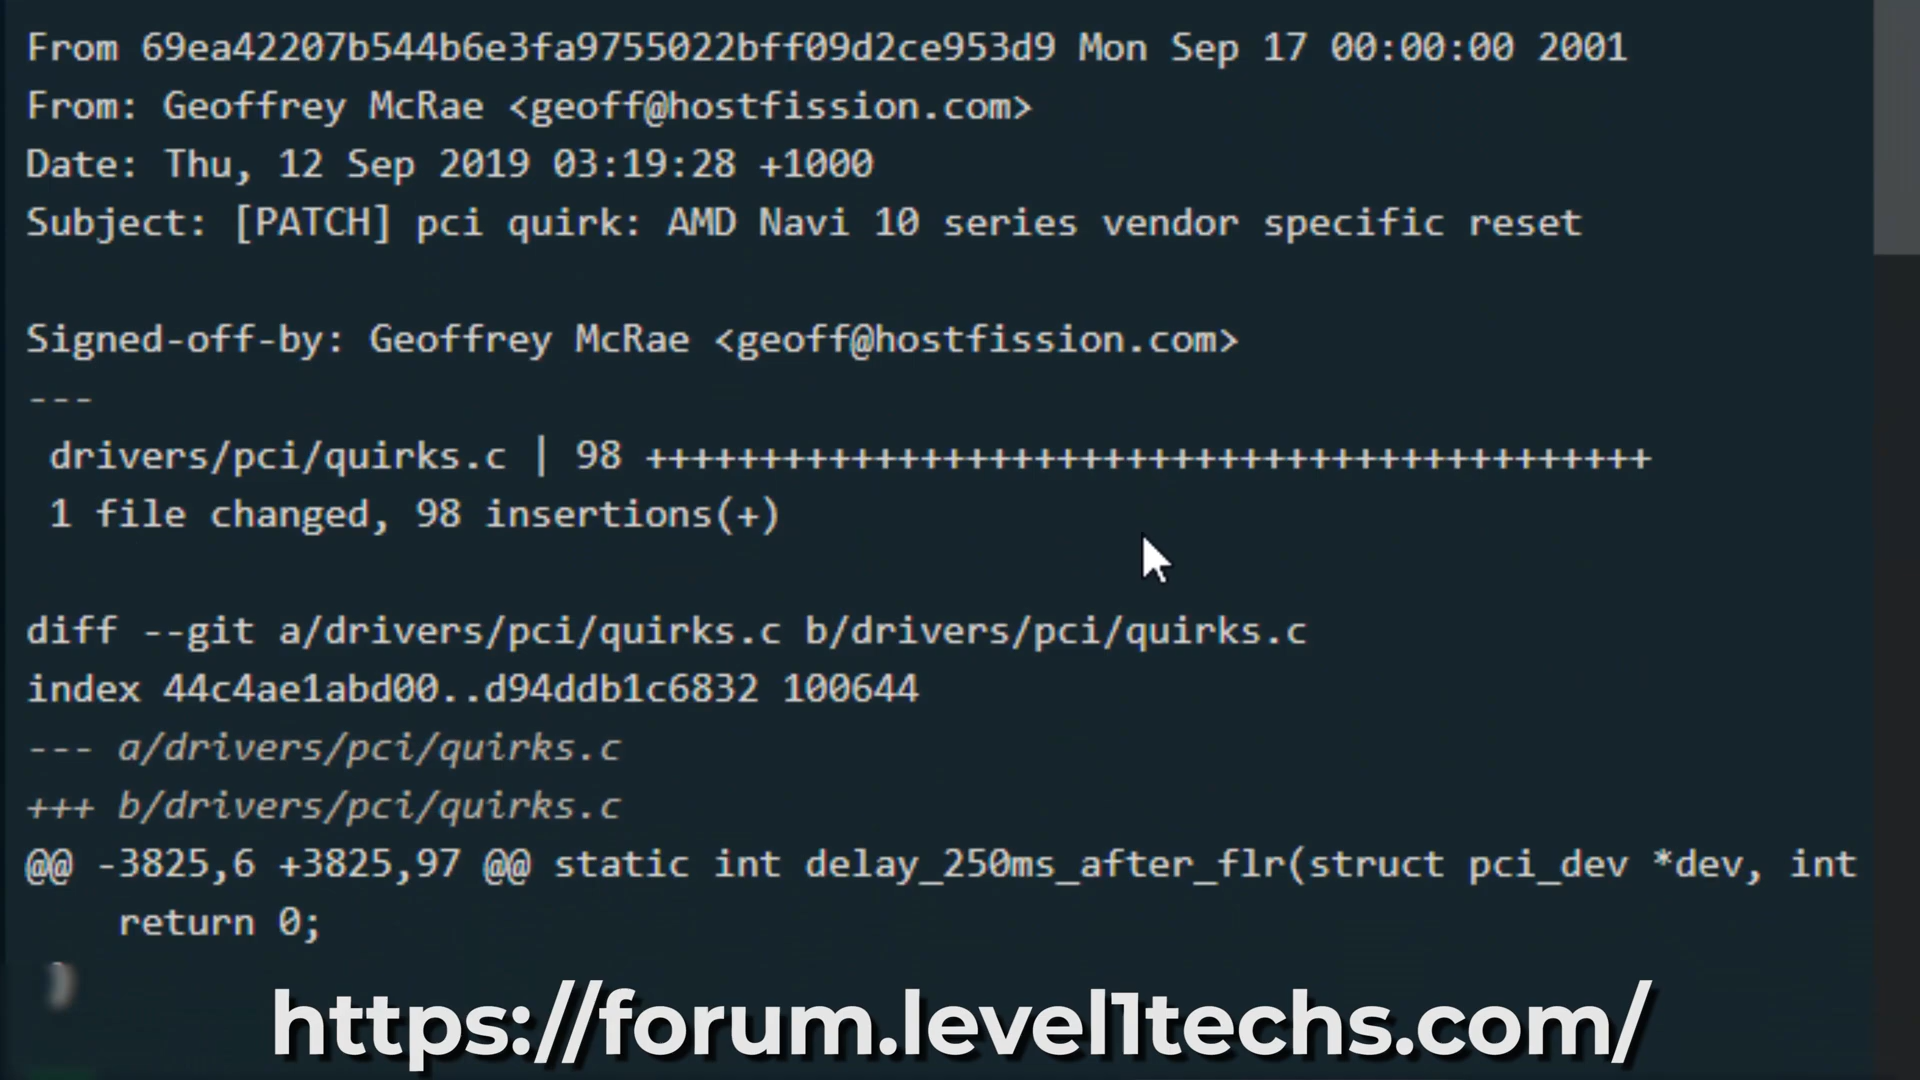 From 69ea42207b544b6e3fa9755022bff09d2ce953d9 Mon Sep 17 00:00:00 2001
From: Geoffrey McRae <geoff@hostfission.com>
Date: Thu, 12 Sep 2019 03:19:28 +1000
Subject: [PATCH] pci quirk: AMD Navi 10 series vendor specific reset

Signed-off-by: Geoffrey McRae <geoff@hostfission.com>
---
 drivers/pci/quirks.c | 98 ++++++++++++++++++++++++++++++++++++++++++++
 1 file changed, 98 insertions(+)

diff --git a/drivers/pci/quirks.c b/drivers/pci/quirks.c
index 44c4ae1abd00..d94ddb1c6832 100644
--- a/drivers/pci/quirks.c
+++ b/drivers/pci/quirks.c
@@ -3825,6 +3825,97 @@ static int delay_250ms_after_flr(struct pci_dev *dev, int
    return 0;
 }
https://forum.level1techs.com/